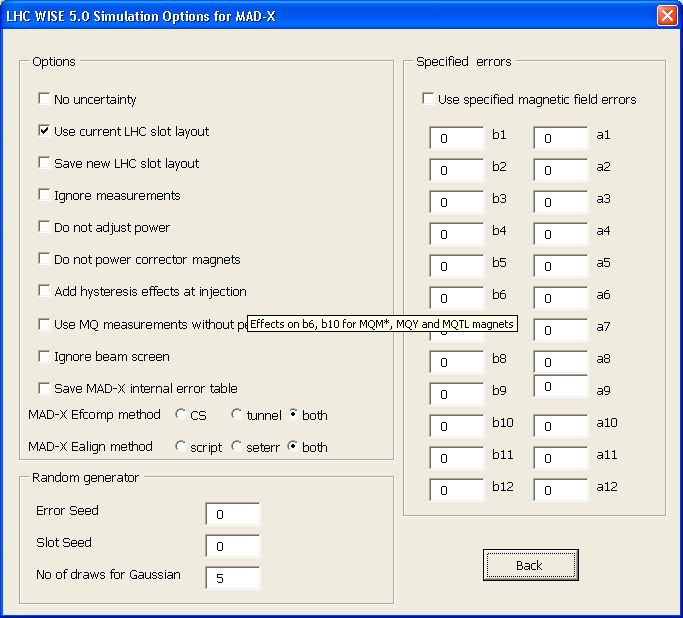 LHC WISE 5.0 Simulation Options for MAD-X
Options
No uncertainty
Use current LHC slot layout
Save new LHC slot layout
Ignore measurements
Do not adjust power
Do not power corrector magnets
Add hysteresis effects at injection
Use MQ measurements without
Effects on b6, b10 for MQM*, MQY and MQTL magnets
Ignore beam screen
Save MAD-X internal error table
MAD-X Efcomp method CS tunnel both
MAD-X Ealign method script seterr both
Random generator
Error Seed 0
Slot Seed 0
No of draws for Gaussian 5
Specified errors
Use specified magnetic field errors
0 b1 0 a1
0 b2 0 a2
0 b3 0 a3
0 b4 0 a4
0 b5 0 a5
0 b6 0 a6
0 a7
0 b8 0 a8
0 b9 0 a9
0 b10 0 a10
0 b11 0 a11
0 b12 0 a12
Back